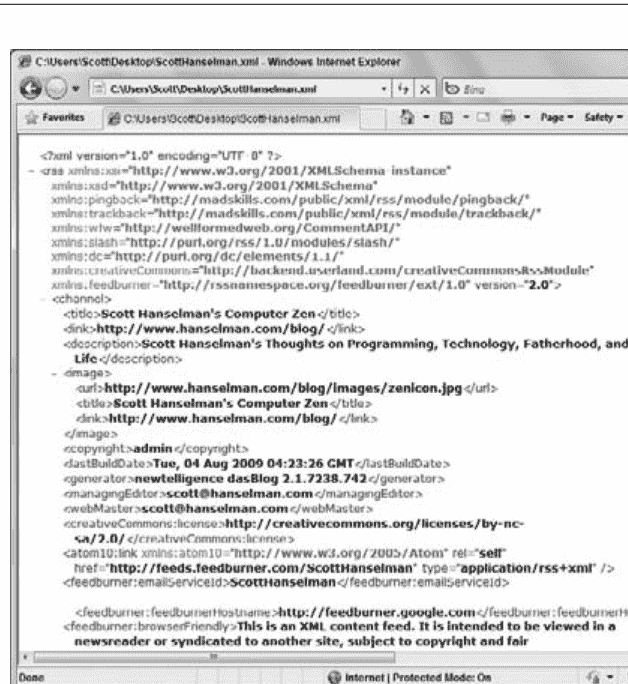 C:\Users\Scott\Desktop\ScottHanselman.xml - Windows Internet Explorer
C:\Users\Scott\Desktop\ScottHanselman.xml Bing
Favorites C:\Users\Scott\Desktop\ScottHanselman.xml Page Safety
<?xml version="1.0" encoding="UTF-8" ?>
- <rss xmlns:xsi="http://www.w3.org/2001/XMLSchema-instance"
xmlns:xsd="http://www.w3.org/2001/XMLSchema"
xmlns:pingback="http://madskills.com/public/xml/rss/module/pingback/"
xmlns:trackback="http://madskills.com/public/xml/rss/module/trackback/"
xmlns:wfw="http://wellformedweb.org/CommentAPI/"
xmlns:slash="http://purl.org/rss/1.0/modules/slash/"
xmlns:dc="http://purl.org/dc/elements/1.1/"
xmlns:creativeCommons="http://backend.userland.com/creativeCommonsRssModule"
xmlns:feedburner="http://rssnamespace.org/feedburner/ext/1.0" version="2.0">
- <channel>
<title>Scott Hanselman's Computer Zen</title>
<link>http://www.hanselman.com/blog/</link>
<description>Scott Hanselman's Thoughts on Programming, Technology, Fatherhood, and
Life</description>
- <image>
<url>http://www.hanselman.com/blog/images/zenicon.jpg</url>
<title>Scott Hanselman's Computer Zen</title>
<link>http://www.hanselman.com/blog/</link>
</image>
<copyright>admin</copyright>
<lastBuildDate>Tue, 04 Aug 2009 04:23:26 GMT</lastBuildDate>
<generator>newtelligence dasBlog 2.1.7238.742</generator>
<managingEditor>scott@hanselman.com</managingEditor>
<webMaster>scott@hanselman.com</webMaster>
<creativeCommons:license>http://creativecommons.org/licenses/by-nc-
sa/2.0/</creativeCommons:license>
<atom10:link xmlns:atom10="http://www.w3.org/2005/Atom" rel="self"
href="http://feeds.feedburner.com/ScottHanselman" type="application/rss+xml" />
<feedburner:emailServiceId>ScottHanselman</feedburner:emailServiceId>
<feedburner:feedburnerHostname>http://feedburner.google.com</feedburner:feedburnerH
<feedburner:browserFriendly>This is an XML content feed. It is intended to be viewed in a
newsreader or syndicated to another site, subject to copyright and fair
Done Internet | Protected Mode: On